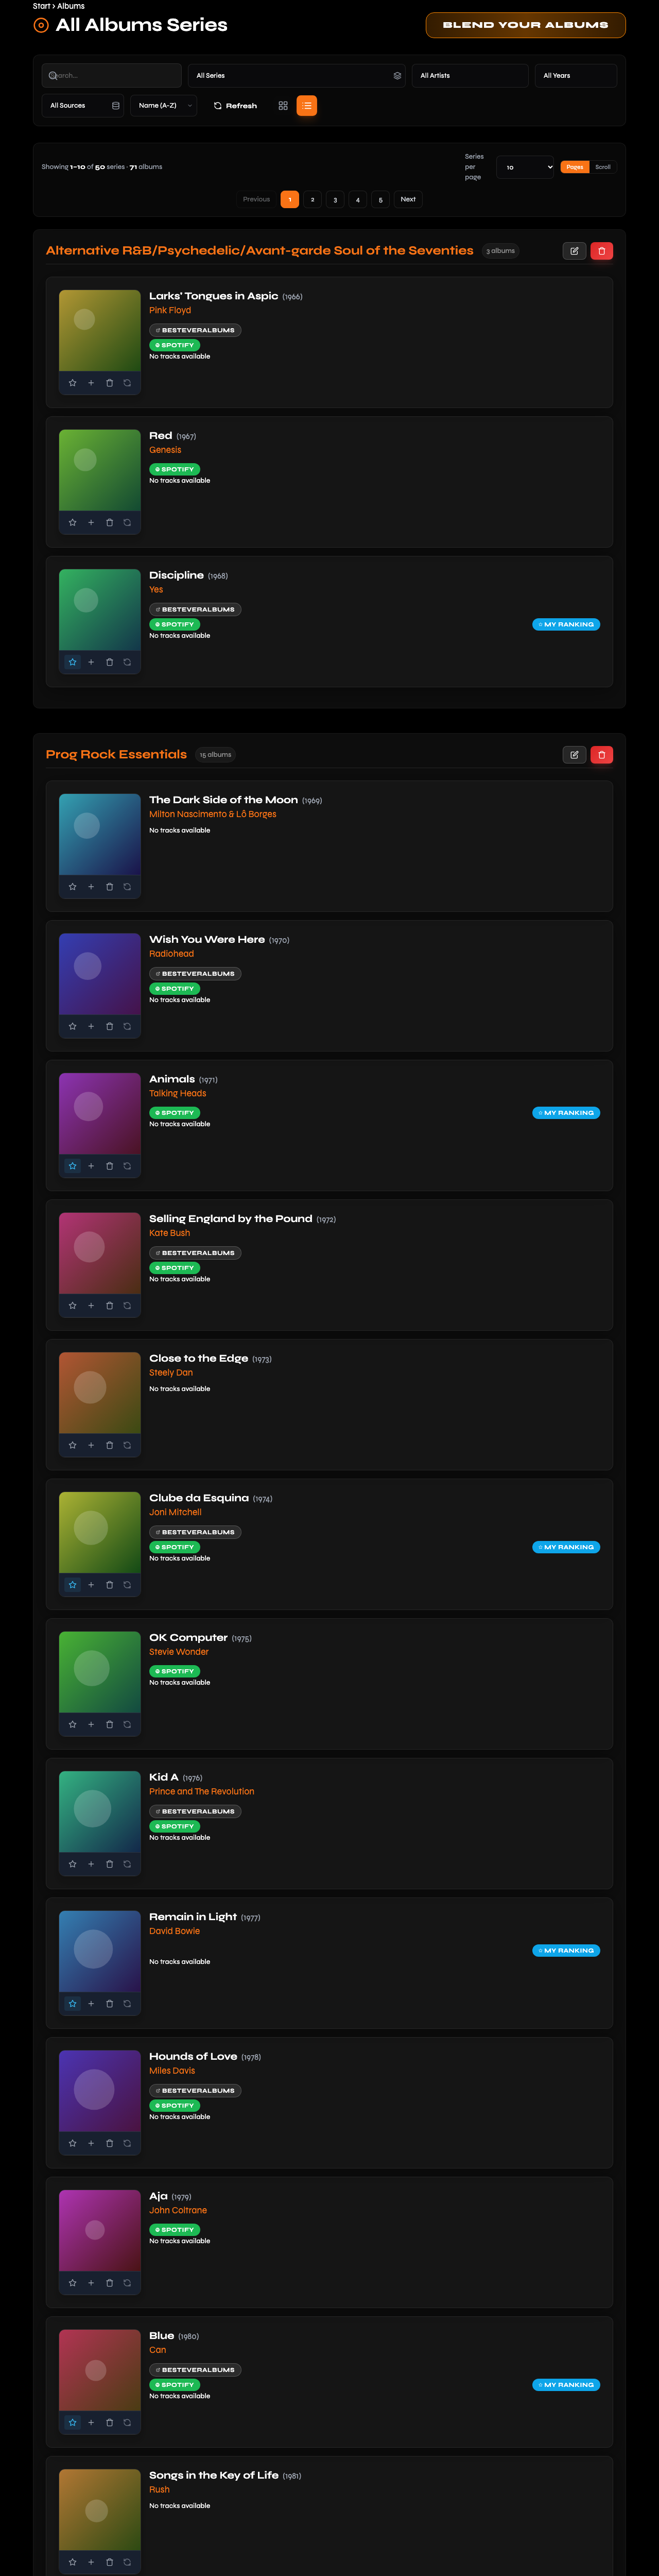 Start › Albums
All Albums Series
BLEND YOUR ALBUMS
Search...
All Series
All Artists
All Years
All Sources
Name (A-Z)
Refresh
Showing 1–10 of 50 series · 71 albums
Series per page
10
Pages
Scroll
Previous
1
2
3
4
5
Next
Alternative R&B/Psychedelic/Avant-garde Soul of the Seventies
3 albums
Larks' Tongues in Aspic (1966)
Pink Floyd
BESTEVERALBUMS
SPOTIFY
No tracks available
Red (1967)
Genesis
SPOTIFY
No tracks available
Discipline (1968)
Yes
BESTEVERALBUMS
SPOTIFY
MY RANKING
No tracks available
Prog Rock Essentials
15 albums
The Dark Side of the Moon (1969)
Milton Nascimento & Lô Borges
No tracks available
Wish You Were Here (1970)
Radiohead
BESTEVERALBUMS
SPOTIFY
No tracks available
Animals (1971)
Talking Heads
SPOTIFY
MY RANKING
No tracks available
Selling England by the Pound (1972)
Kate Bush
BESTEVERALBUMS
SPOTIFY
No tracks available
Close to the Edge (1973)
Steely Dan
No tracks available
Clube da Esquina (1974)
Joni Mitchell
BESTEVERALBUMS
SPOTIFY
MY RANKING
No tracks available
OK Computer (1975)
Stevie Wonder
SPOTIFY
No tracks available
Kid A (1976)
Prince and The Revolution
BESTEVERALBUMS
SPOTIFY
No tracks available
Remain in Light (1977)
David Bowie
MY RANKING
No tracks available
Hounds of Love (1978)
Miles Davis
BESTEVERALBUMS
SPOTIFY
No tracks available
Aja (1979)
John Coltrane
SPOTIFY
No tracks available
Blue (1980)
Can
BESTEVERALBUMS
SPOTIFY
MY RANKING
No tracks available
Songs in the Key of Life (1981)
Rush
No tracks available